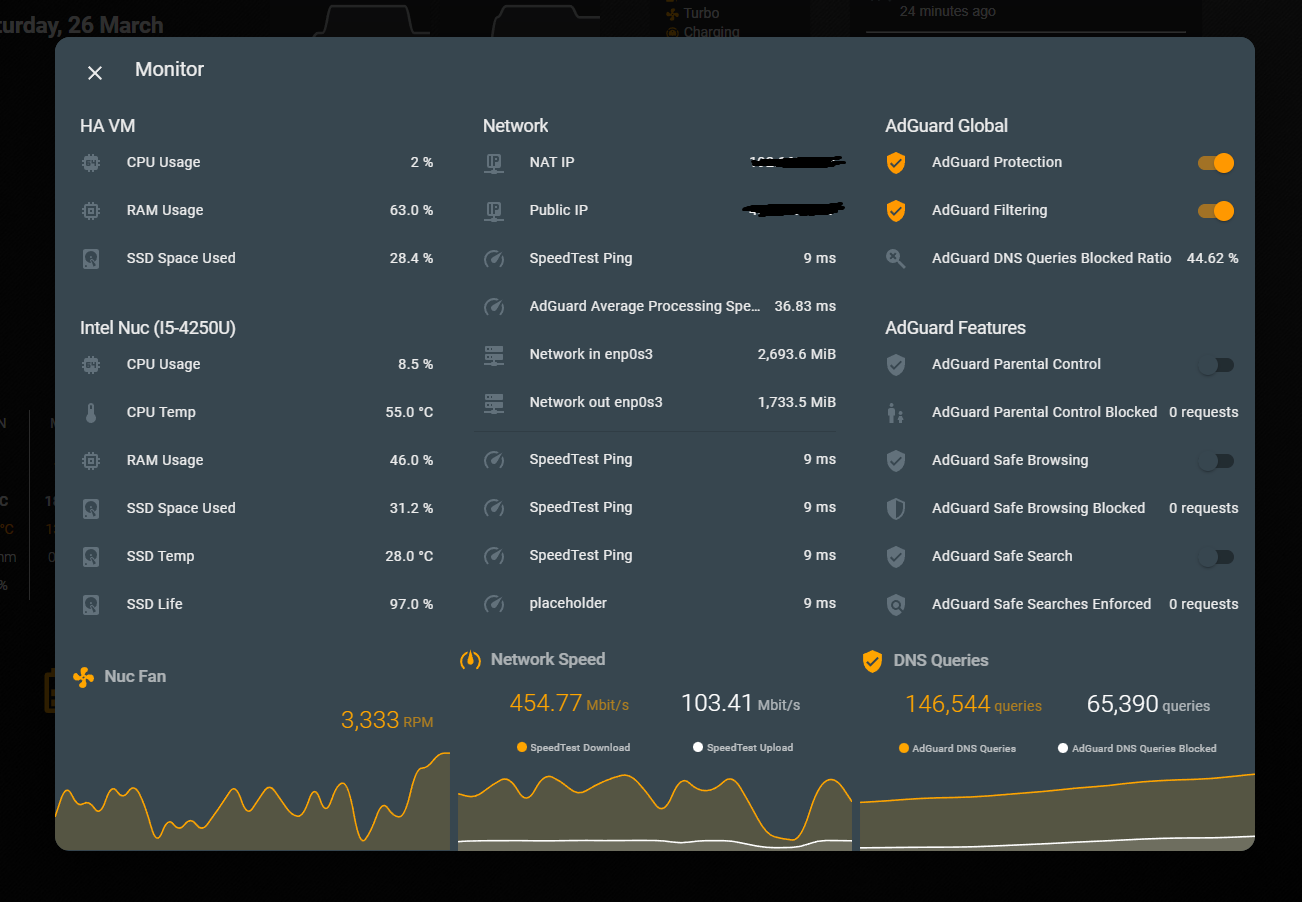 turday, 26 March
Turbo
Charging
24 minutes ago
Monitor
HA VM
CPU Usage 2 %
RAM Usage 63.0 %
SSD Space Used 28.4 %
Intel Nuc (I5-4250U)
CPU Usage 8.5 %
CPU Temp 55.0 °C
RAM Usage 46.0 %
SSD Space Used 31.2 %
SSD Temp 28.0 °C
SSD Life 97.0 %
Network
NAT IP
Public IP
SpeedTest Ping 9 ms
AdGuard Average Processing Spe... 36.83 ms
Network in enp0s3 2,693.6 MiB
Network out enp0s3 1,733.5 MiB
SpeedTest Ping 9 ms
SpeedTest Ping 9 ms
SpeedTest Ping 9 ms
placeholder 9 ms
AdGuard Global
AdGuard Protection
AdGuard Filtering
AdGuard DNS Queries Blocked Ratio 44.62 %
AdGuard Features
AdGuard Parental Control
AdGuard Parental Control Blocked 0 requests
AdGuard Safe Browsing
AdGuard Safe Browsing Blocked 0 requests
AdGuard Safe Search
AdGuard Safe Searches Enforced 0 requests
Nuc Fan
3,333 RPM
Network Speed
454.77 Mbit/s 103.41 Mbit/s
SpeedTest Download SpeedTest Upload
DNS Queries
146,544 queries 65,390 queries
AdGuard DNS Queries AdGuard DNS Queries Blocked